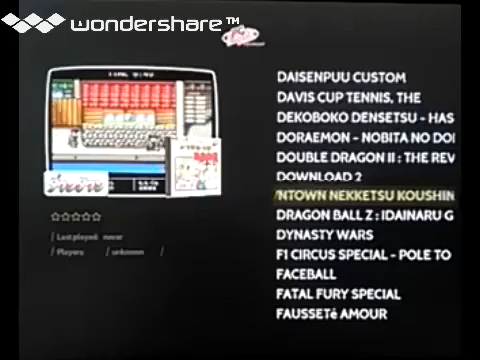 wondershare™
DAISENPUU CUSTOM
DAVIS CUP TENNIS, THE
DEKOBOKO DENSETSU - HAS
DORAEMON - NOBITA NO DOI
DOUBLE DRAGON II : THE REV
DOWNLOAD 2
NTOWN NEKKETSU KOUSHIN
DRAGON BALL Z : IDAINARU G
DYNASTY WARS
F1 CIRCUS SPECIAL - POLE TO
FACEBALL
FATAL FURY SPECIAL
FAUSSETé AMOUR
Last played: never
Players / unknown /